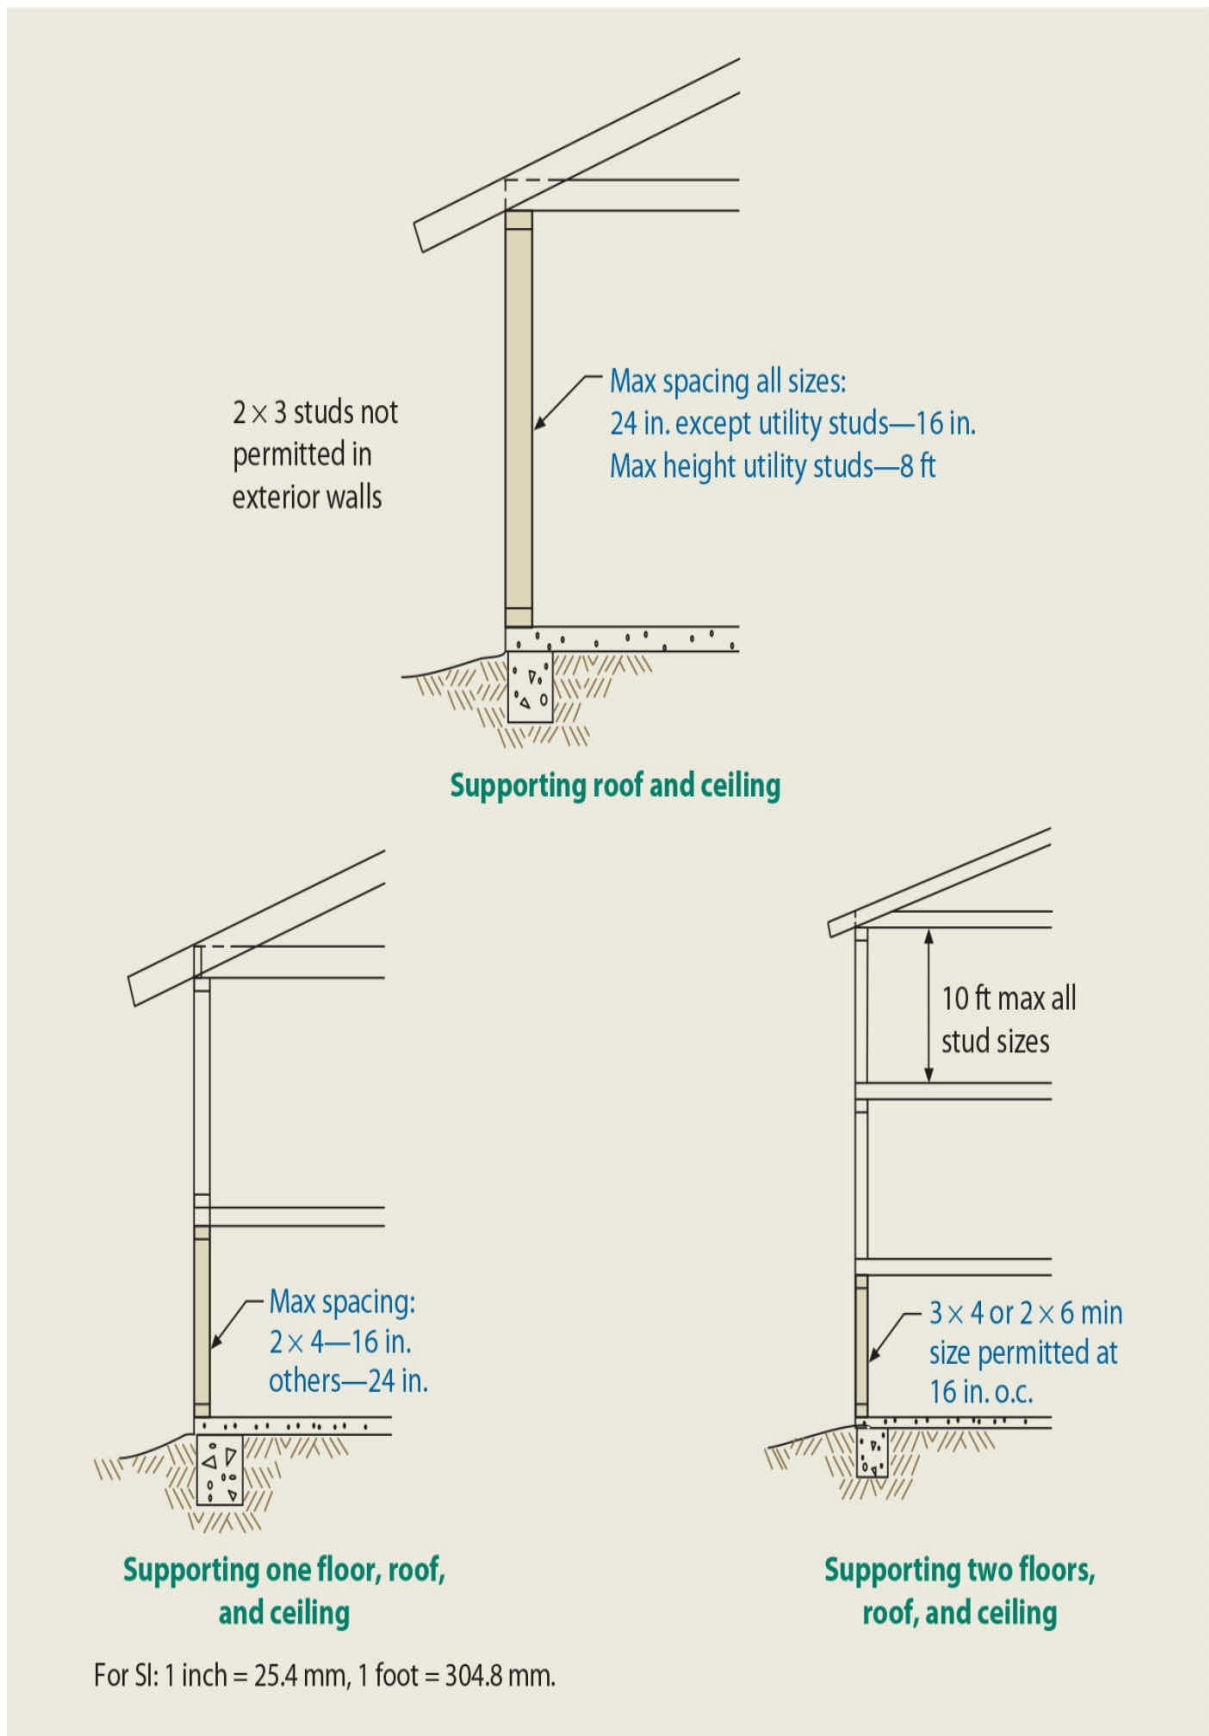 2 × 3 studs not
permitted in
exterior walls
Max spacing all sizes:
24 in. except utility studs—16 in.
Max height utility studs—8 ft
Supporting roof and ceiling
Max spacing:
2 × 4—16 in.
others—24 in.
Supporting one floor, roof,
and ceiling
10 ft max all
stud sizes
3 × 4 or 2 × 6 min
size permitted at
16 in. o.c.
Supporting two floors,
roof, and ceiling
For SI: 1 inch = 25.4 mm, 1 foot = 304.8 mm.